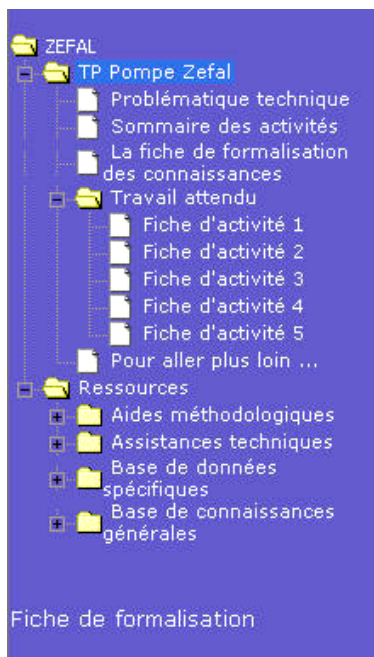 ZEFAL
TP Pompe Zefal
Problématique technique
Sommaire des activités
La fiche de formalisation
des connaissances
Travail attendu
Fiche d'activité 1
Fiche d'activité 2
Fiche d'activité 3
Fiche d'activité 4
Fiche d'activité 5
Pour aller plus loin ...
Ressources
Aides méthodologiques
Assistances techniques
Base de données
spécifiques
Base de connaissances
générales
Fiche de formalisation